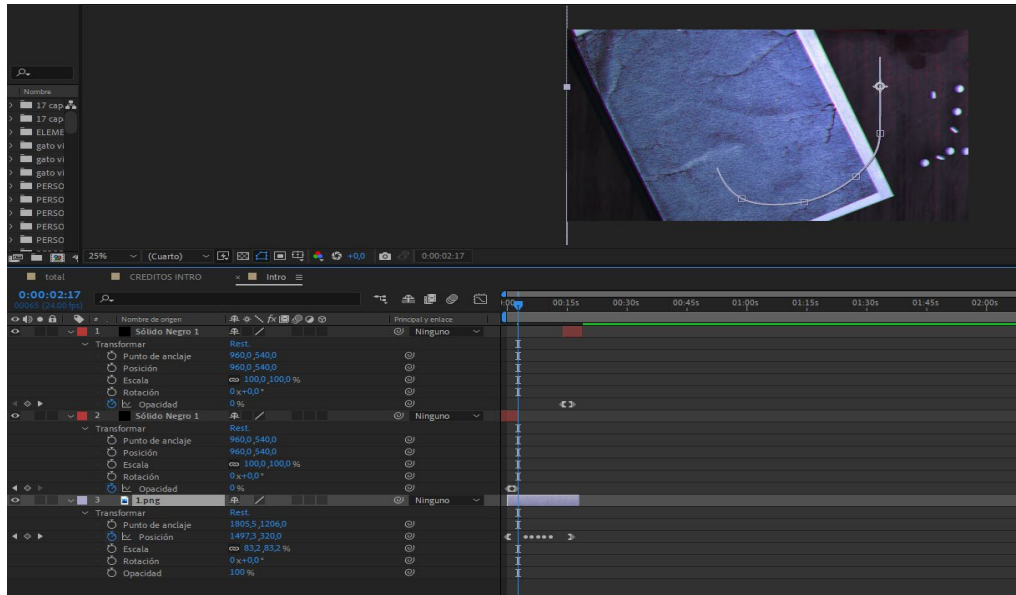 Nombre
17 cap
17 cap
ELEME
gato vi
gato vi
gato vi
PERSO
PERSO
PERSO
PERSO
PERSO
25% (Cuarto) +0,0 0:00:02:17
total CREDITOS INTRO × Intro
0:00:02:17
00065 (24.00 fps)
:00s 00:15s 00:30s 00:45s 01:00s 01:15s 01:30s 01:45s 02:00s
# Nombre de origen fx Principal y enlace
1 Sólido Negro 1 Ninguno
Transformar Rest.
Punto de anclaje 960,0,540,0
Posición 960,0,540,0
Escala 100,0,100,0 %
Rotación 0x+0,0°
Opacidad 0 %
2 Sólido Negro 1 Ninguno
Transformar Rest.
Punto de anclaje 960,0,540,0
Posición 960,0,540,0
Escala 100,0,100,0 %
Rotación 0x+0,0°
Opacidad 0 %
3 1.png Ninguno
Transformar Rest.
Punto de anclaje 1805,5,1206,0
Posición 1497,3,320,0
Escala 83,2,83,2 %
Rotación 0x+0,0°
Opacidad 100 %